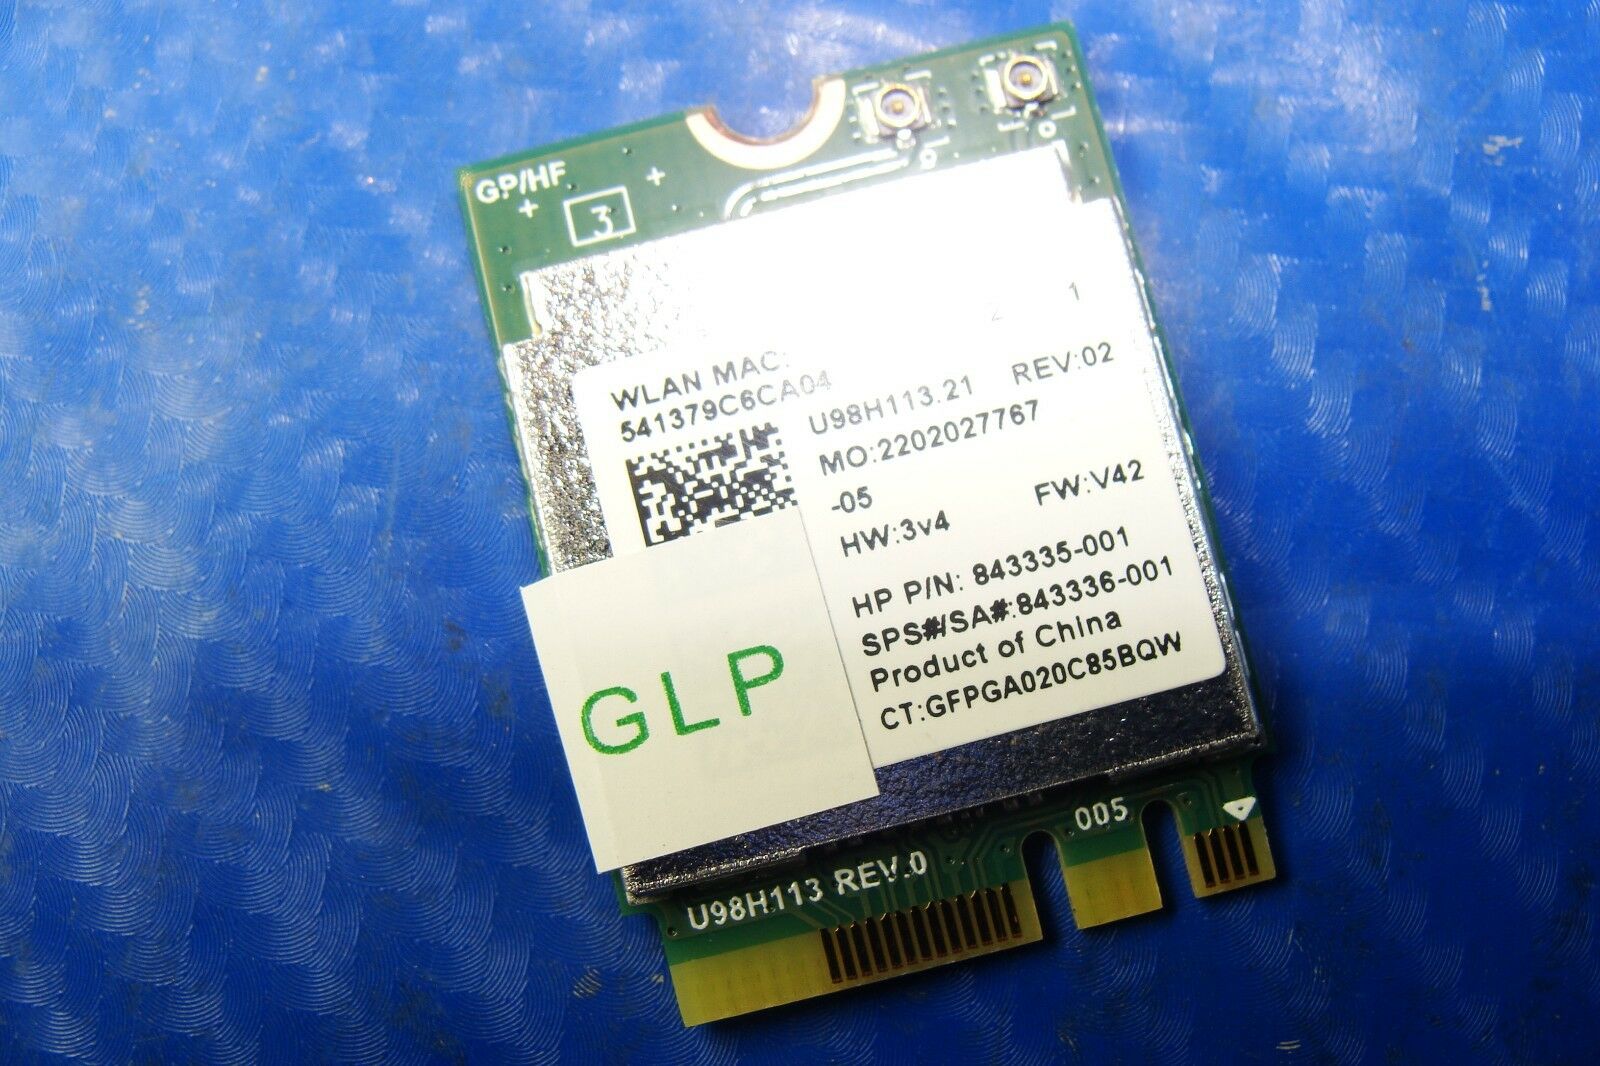 GP/HF
3
2 1
WLAN MAC:
541379C6CA04
U98H113.21 REV:02
MO:2202027767
-05
HW:3v4 FW:V42
HP P/N: 843335-001
SPS#/SA#:843336-001
Product of China
CT:GFPGA020C85BQW
GLP
005
U98H113 REV.0